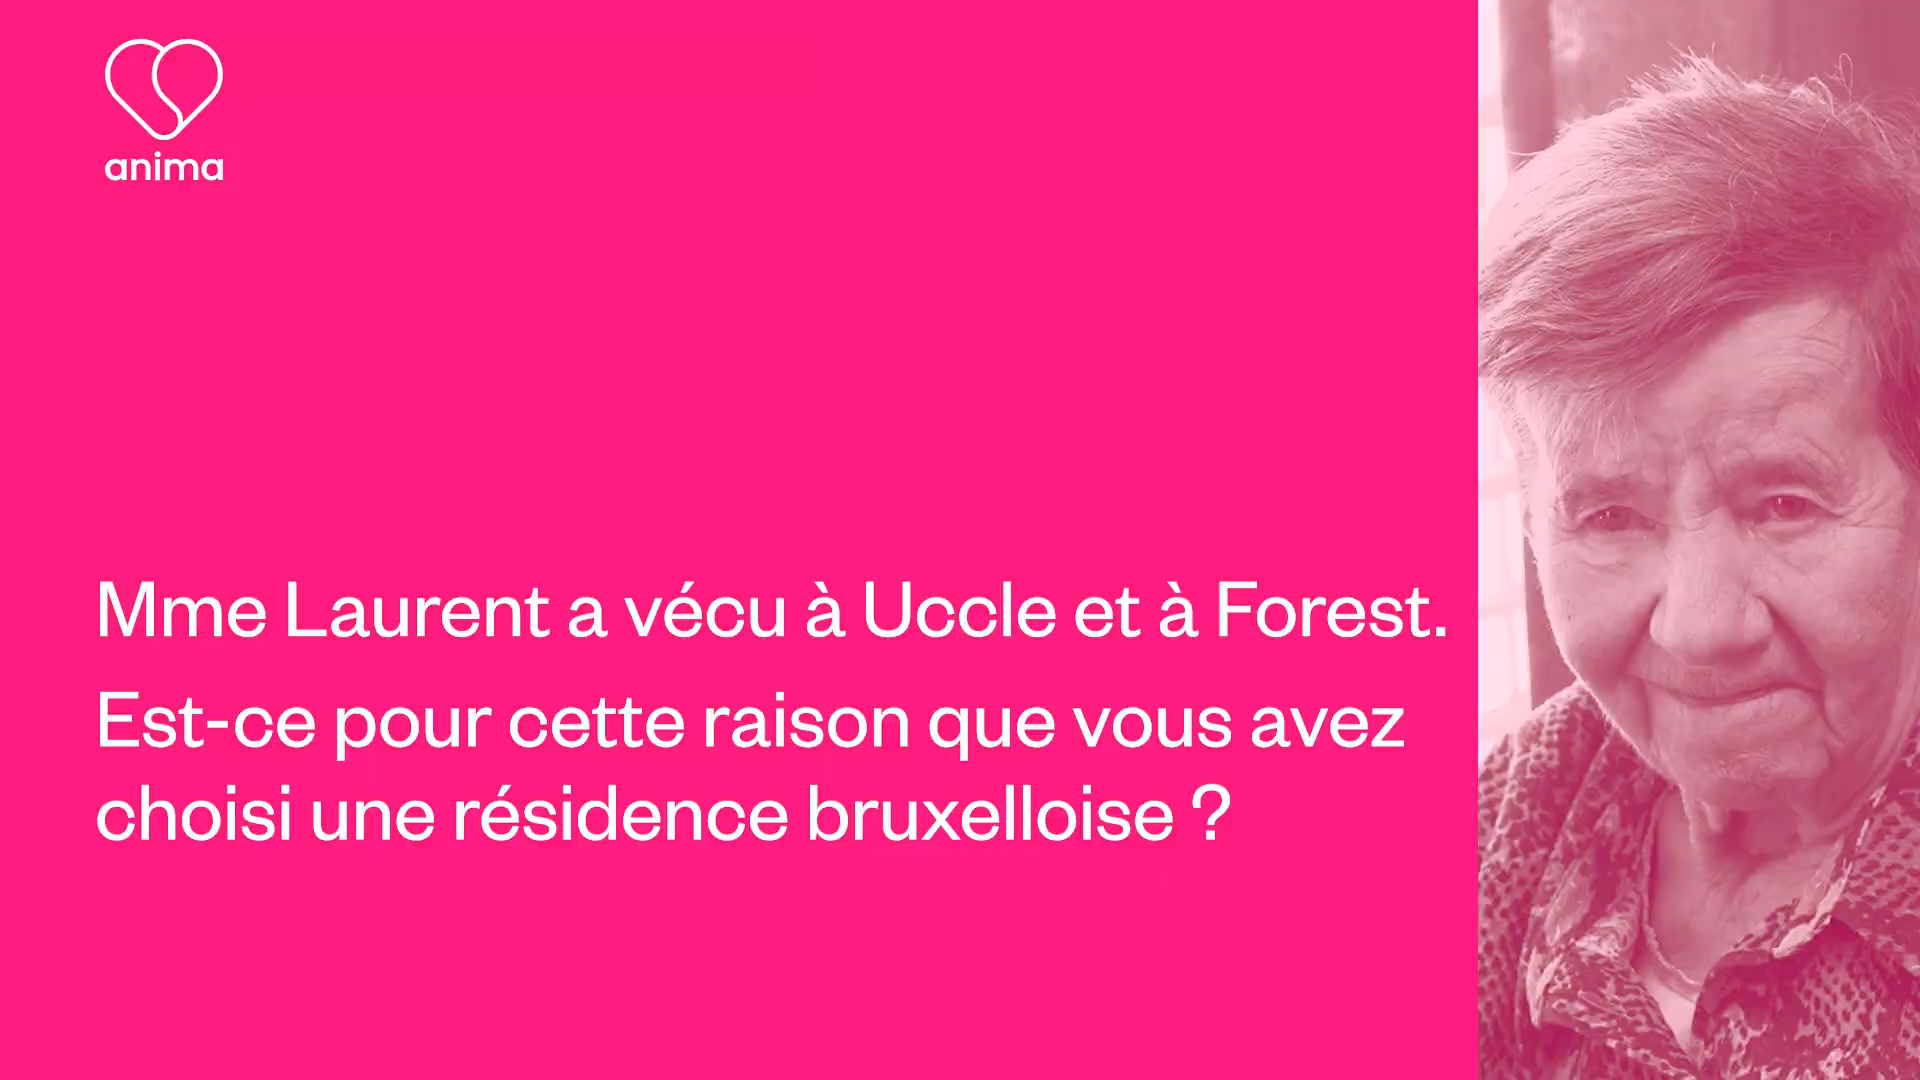 anima
Mme Laurent a vécu à Uccle et à Forest.
Est-ce pour cette raison que vous avez
choisi une résidence bruxelloise ?